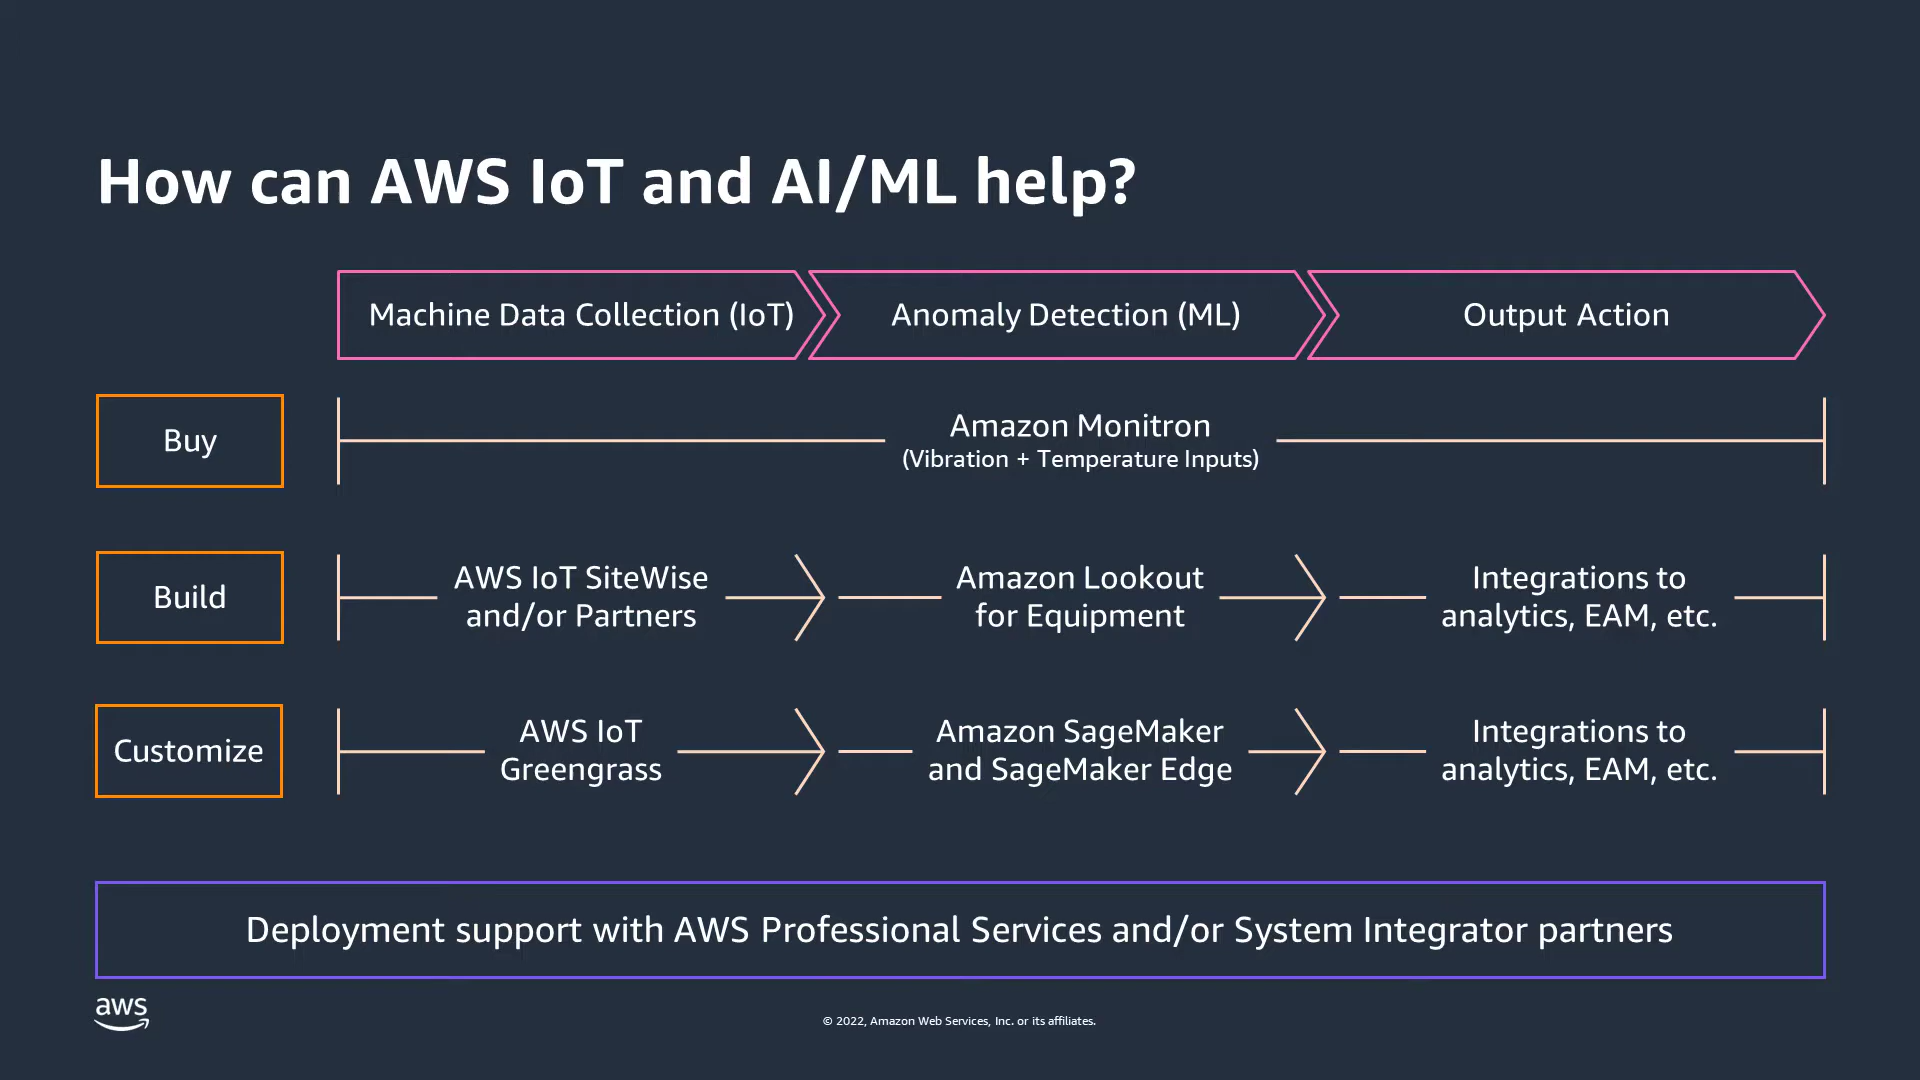 How can AWS IoT and AI/ML help?
Machine Data Collection (IoT)
Anomaly Detection (ML)
Output Action
Buy
Amazon Monitron
(Vibration + Temperature Inputs)
Build
AWS IoT SiteWise
and/or Partners
Amazon Lookout
for Equipment
Integrations to
analytics, EAM, etc.
Customize
AWS IoT
Greengrass
Amazon SageMaker
and SageMaker Edge
Integrations to
analytics, EAM, etc.
Deployment support with AWS Professional Services and/or System Integrator partners
aws
© 2022, Amazon Web Services, Inc. or its affiliates.